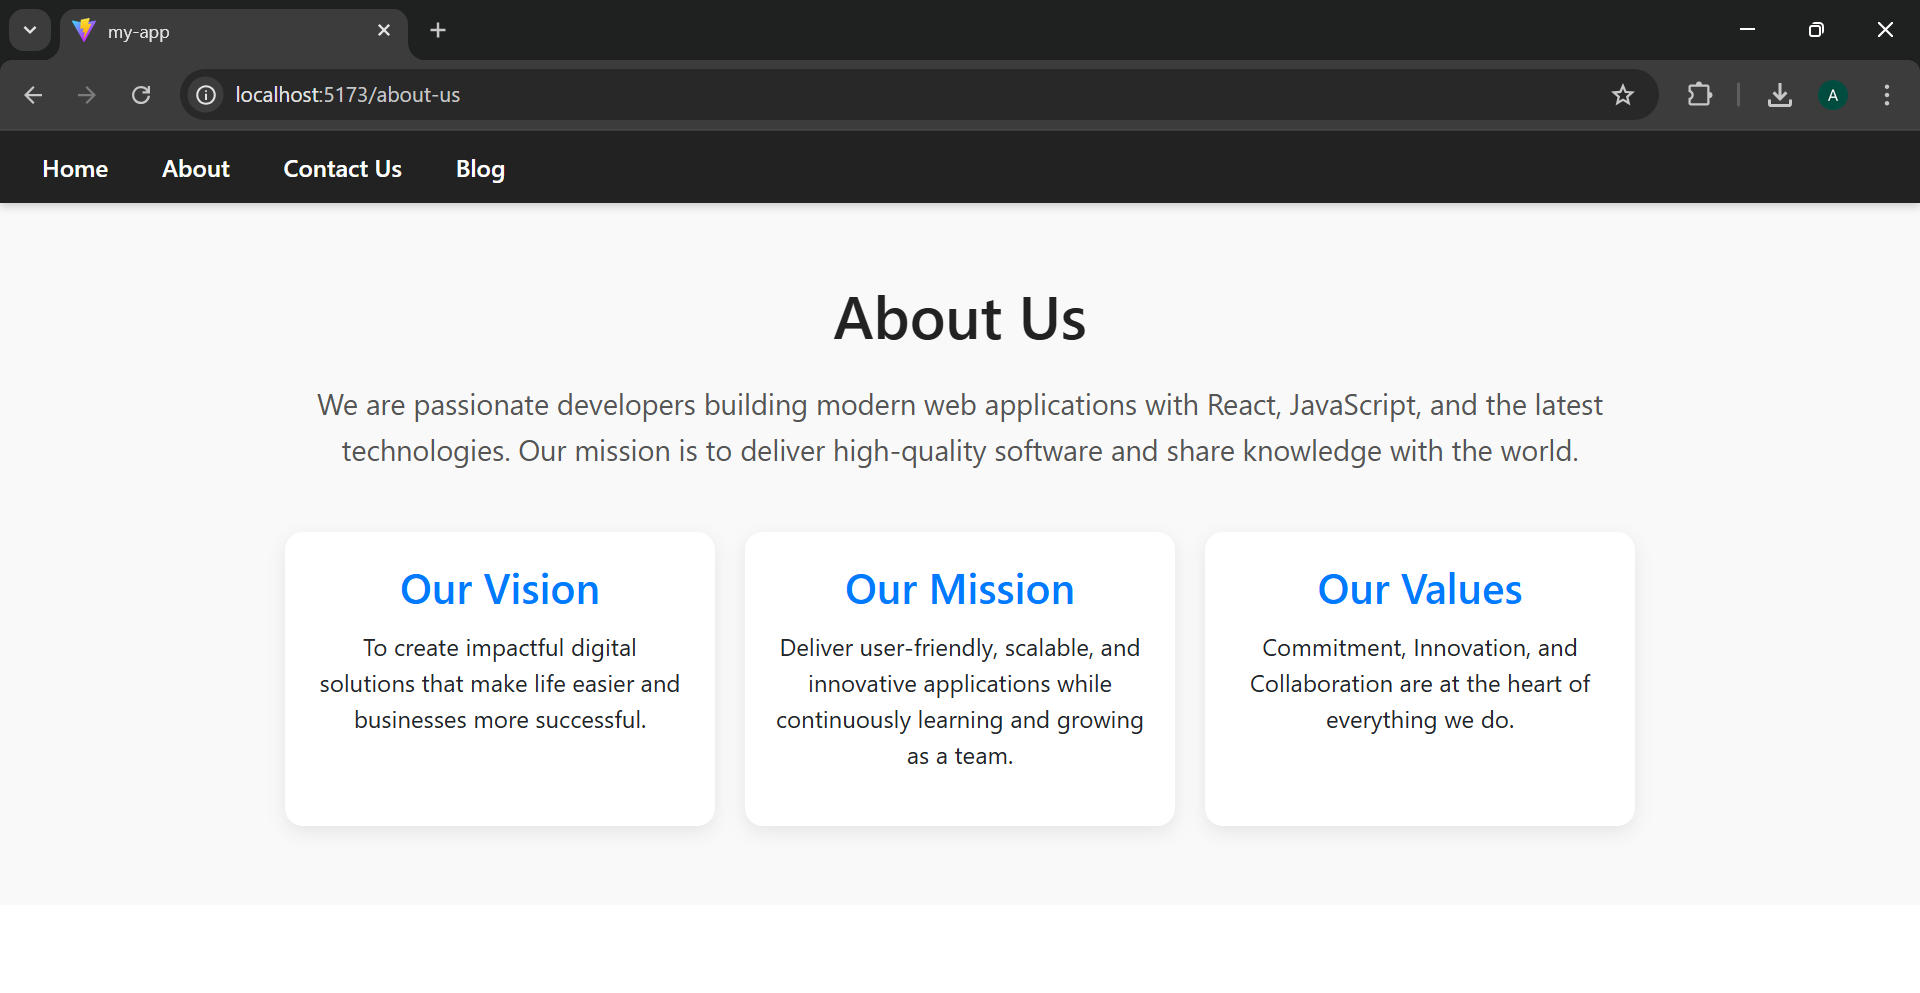 my-app
localhost:5173/about-us
A
Home About Contact Us Blog
About Us
We are passionate developers building modern web applications with React, JavaScript, and the latest
technologies. Our mission is to deliver high-quality software and share knowledge with the world.
Our Vision
To create impactful digital
solutions that make life easier and
businesses more successful.
Our Mission
Deliver user-friendly, scalable, and
innovative applications while
continuously learning and growing
as a team.
Our Values
Commitment, Innovation, and
Collaboration are at the heart of
everything we do.